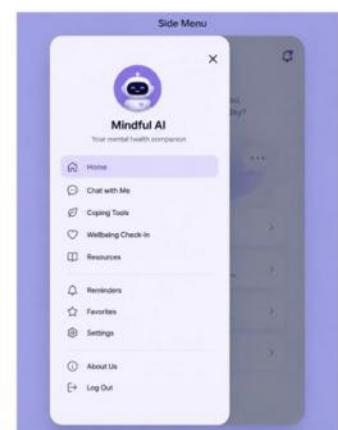 Side Menu
Mindful AI
Your mental health companion
Home
Chat with Me
Coping Tools
Wellbeing Check-In
Resources
Reminders
Favorites
Settings
About Us
Log Out